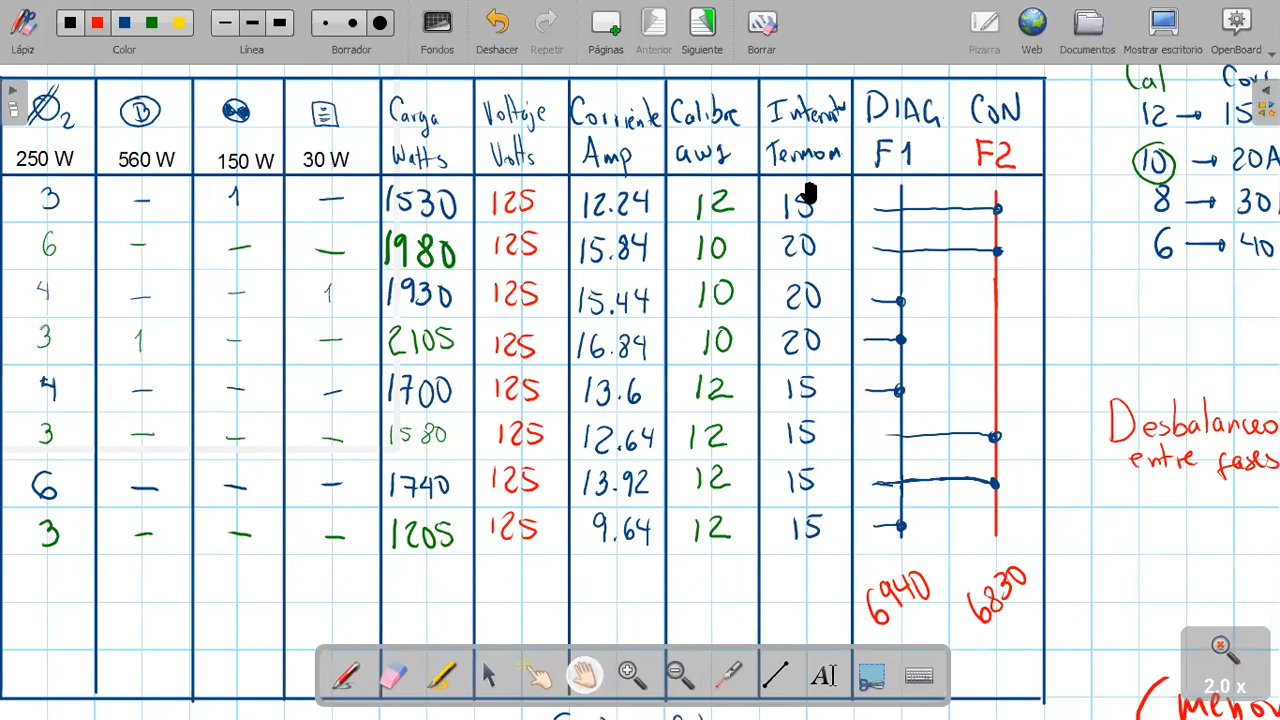 Lápiz Color Línea Borrador Fondos Deshacer Repetir Páginas Anterior Siguiente Borrar Pizarra Web Documentos Mostrar escritorio OpenBoard
Ø2 B Carga Voltaje Corriente Calibre DIAG CON
250 W 560 W 150 W 30 W Watts Volts Amp awg Termom F1 F2
3 - 1 - 1530 125 12.24 12 15
6 - - - 1980 125 15.84 10 20
4 - - 1 1930 125 15.44 10 20
3 1 - - 2105 125 16.84 10 20
4 - - - 1700 125 13.6 12 15
3 - - - 1580 125 12.64 12 15
6 - - - 1740 125 13.92 12 15
3 - - - 1205 125 9.64 12 15
6940 6830
Cal Corr
12 → 15
10 → 20A
8 → 30
6 → 40
Desbalanceo
entre fases
(menor
2.0 x